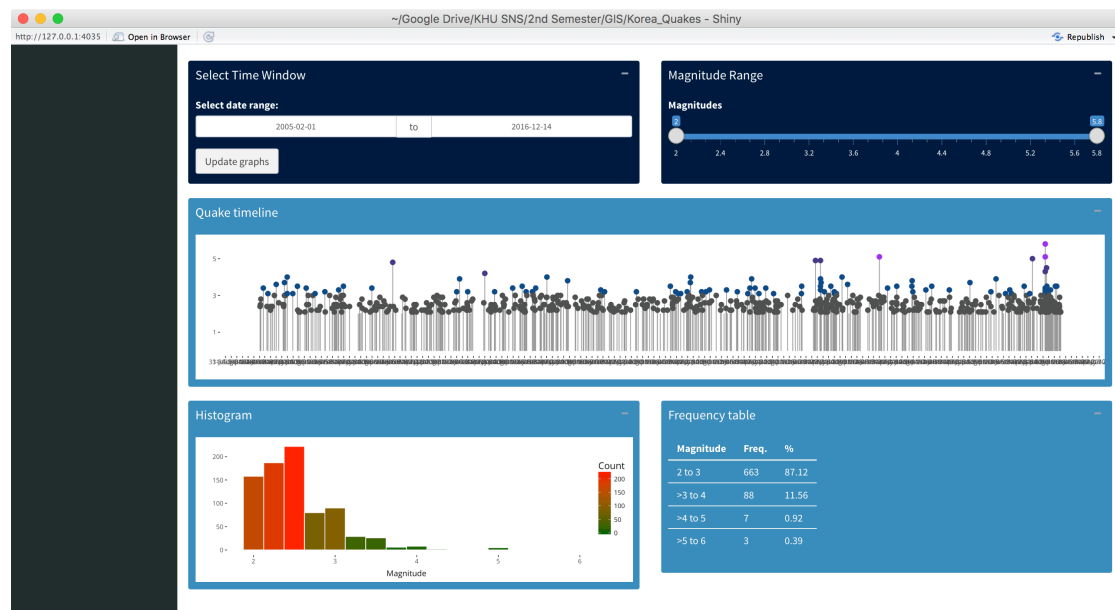 ~/Google Drive/KHU SNS/2nd Semester/GIS/Korea_Quakes - Shiny
http://127.0.0.1:4035 Open in Browser Republish
Select Time Window
Select date range:
2005-02-01 to 2016-12-14
Update graphs
Magnitude Range
Magnitudes
2 5.8
2 2.4 2.8 3.2 3.6 4 4.4 4.8 5.2 5.6 5.8
Quake timeline
5
3
1
Histogram
200
150
100
50
0
2 3 4 5 6
Magnitude
Count
200
150
100
50
0
Frequency table
Magnitude Freq. %
2 to 3 663 87.12
>3 to 4 88 11.56
>4 to 5 7 0.92
>5 to 6 3 0.39